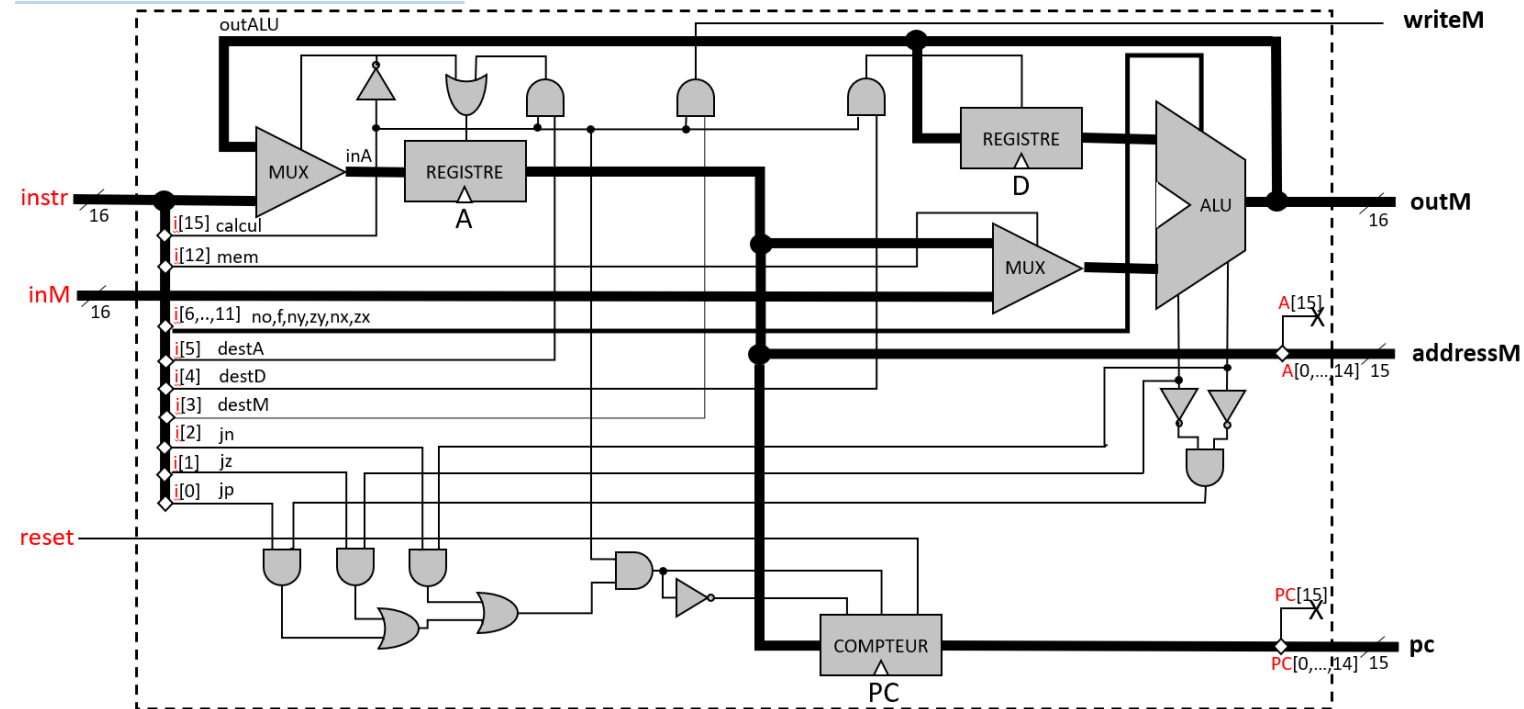 writeM
outALU
MUX
inA
REGISTRE
A
REGISTRE
D
ALU
instr
16
outM
16
i[15] calcul
i[12] mem
MUX
inM
16
i[6,..,11] no,f,ny,zy,nx,zx
A[15]
i[5] destA
addressM
A[0,...,14] 15
i[4] destD
i[3] destM
i[2] jn
i[1] jz
i[0] jp
reset
PC[15]
COMPTEUR
pc
PC[0,...,14] 15
PC